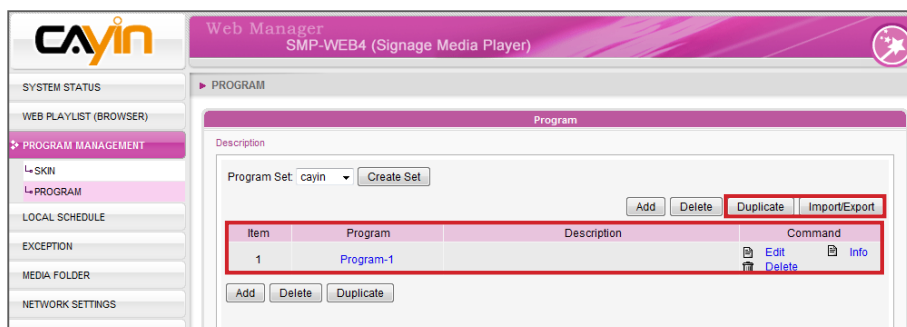 CAYIN
Web Manager
SMP-WEB4 (Signage Media Player)
SYSTEM STATUS
WEB PLAYLIST (BROWSER)
PROGRAM MANAGEMENT
SKIN
PROGRAM
LOCAL SCHEDULE
EXCEPTION
MEDIA FOLDER
NETWORK SETTINGS
PROGRAM
Program
Description
Program Set: cayin Create Set
Add Delete Duplicate Import/Export
Item Program Description Command
1 Program-1 Edit Info
Delete
Add Delete Duplicate